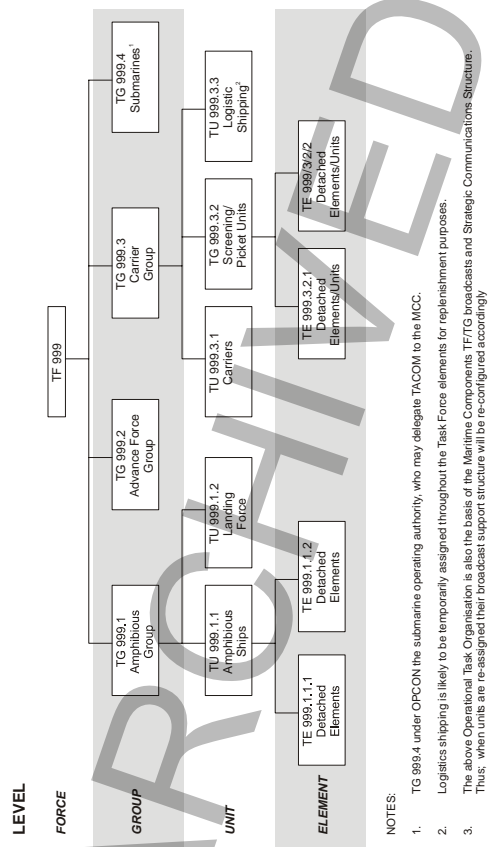 LEVEL
FORCE
TF 999
GROUP
TG 999.1
Amphibious
Group
TG 999.2
Advance Force
Group
TG 999.3
Carrier
Group
TG 999.4
Submarines¹
UNIT
TU 999.1.1
Amphibious
Ships
TU 999.1.2
Landing
Force
TU 999.3.1
Carriers
TG 999.3.2
Screening/
Picket Units
TU 999.3.3
Logistic
Shipping²
ELEMENT
TE 999.1.1.1
Detached
Elements
TE 999.1.1.2
Detached
Elements
TE 999.3.2.1
Detached
Elements/Units
TE 999/3/2/2
Detached
Elements/Units
NOTES:
1. TG 999.4 under OPCON the submarine operating authority, who may delegate TACOM to the MCC.
2. Logistics shipping is likely to be temporarily assigned throughout the Task Force elements for replenishment purposes.
3. The above Operational Task Organisation is also the basis of the Maritime Components TF/TG broadcasts and Strategic Communications Structure.
Thus; when units are re-assigned their broadcast support structure will be re-configured accordingly
ARCHIVED